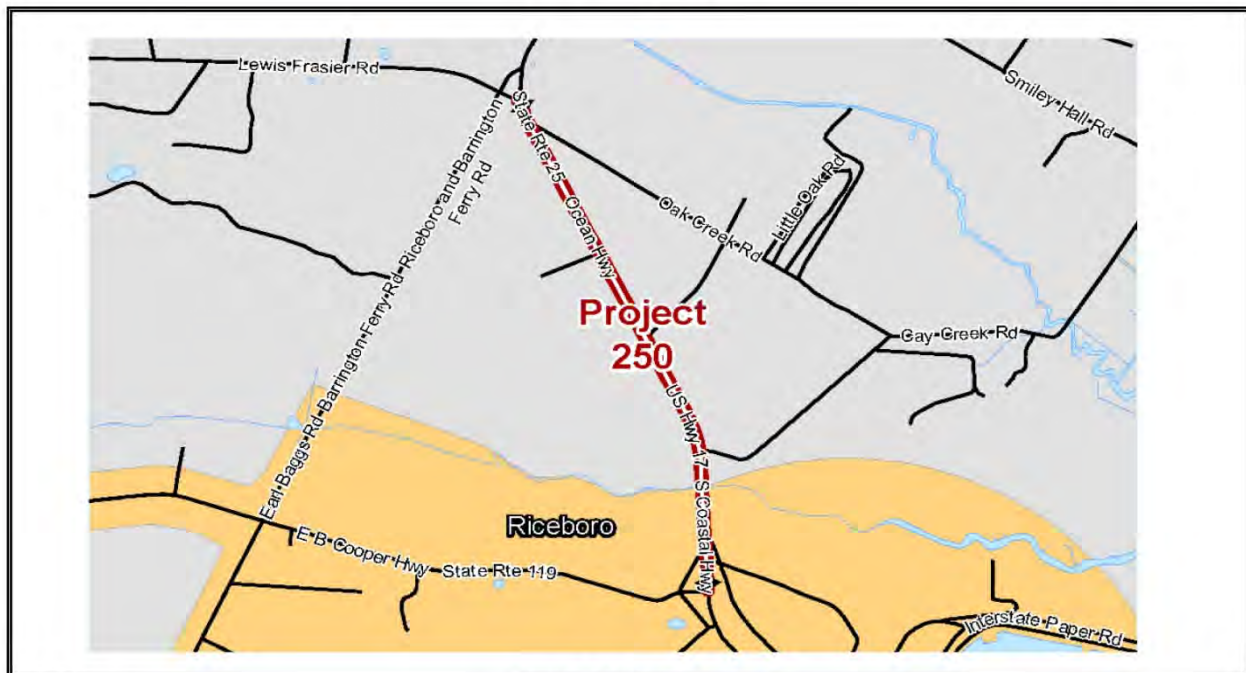 Lewis Frasier Rd
Smiley Hall Rd
State Rte 25
Ocean Hwy
Riceboro and Barrington
Ferry Rd
Little Oak Rd
Oak Creek Rd
Project
250
Cay Creek Rd
US Hwy 17
S Coastal Hwy
Earl Baggs Rd
Barrington Ferry Rd
Riceboro
E B Cooper Hwy
State Rte 119
Interstate Paper Rd